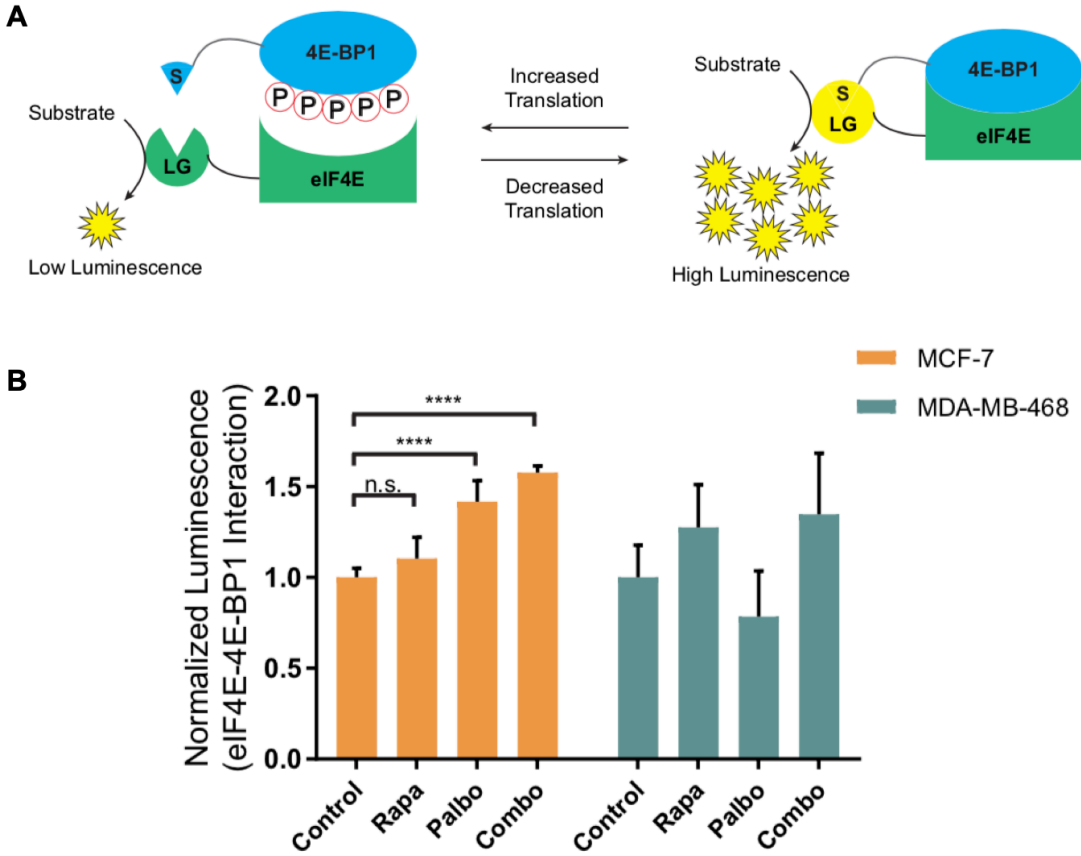 A
4E-BP1
S
P P P P P
Substrate
LG
eIF4E
Low Luminescence
Increased
Translation
Decreased
Translation
Substrate
S
LG
4E-BP1
eIF4E
High Luminescence
B
MCF-7
MDA-MB-468
Normalized Luminescence
(eIF4E-4E-BP1 Interaction)
2.0
1.5
1.0
0.5
0.0
****
****
n.s.
Control
Rapa
Palbo
Combo
Control
Rapa
Palbo
Combo